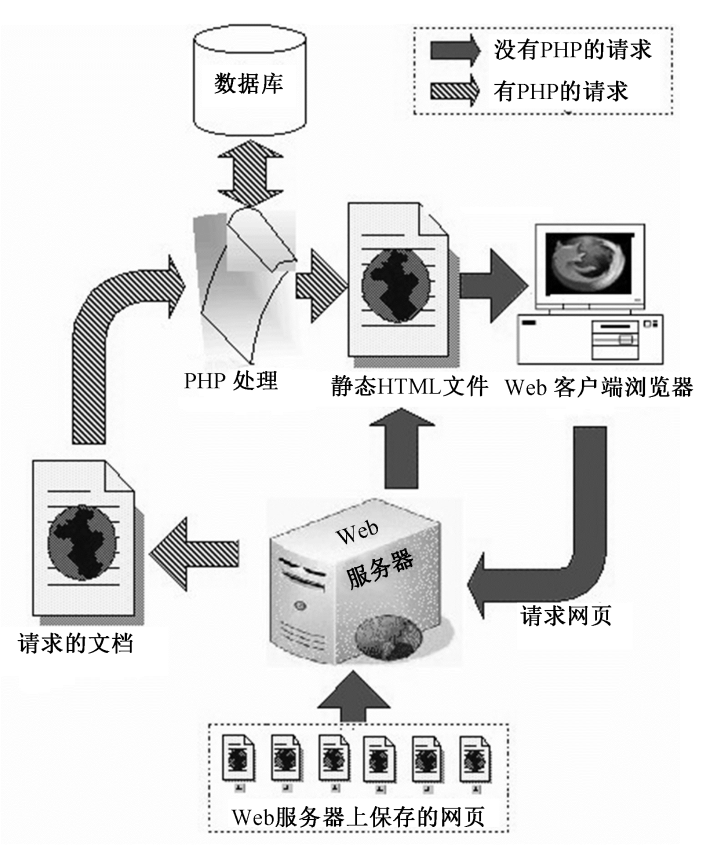 数据库
没有PHP的请求
有PHP的请求
PHP 处理
静态HTML文件
Web 客户端浏览器
Web
服务器
请求的文档
请求网页
Web服务器上保存的网页